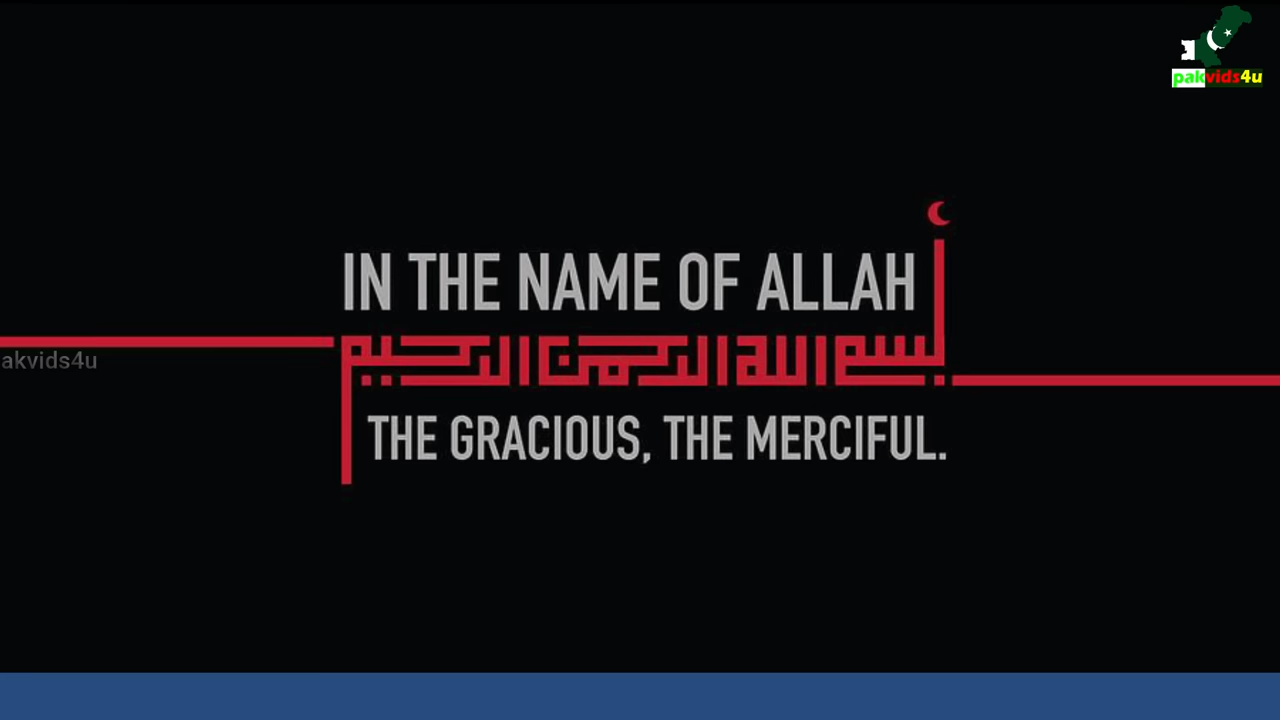 pakvids4u
IN THE NAME OF ALLAH
بسم الله الرحمن الرحيم
akvids4u
THE GRACIOUS, THE MERCIFUL.